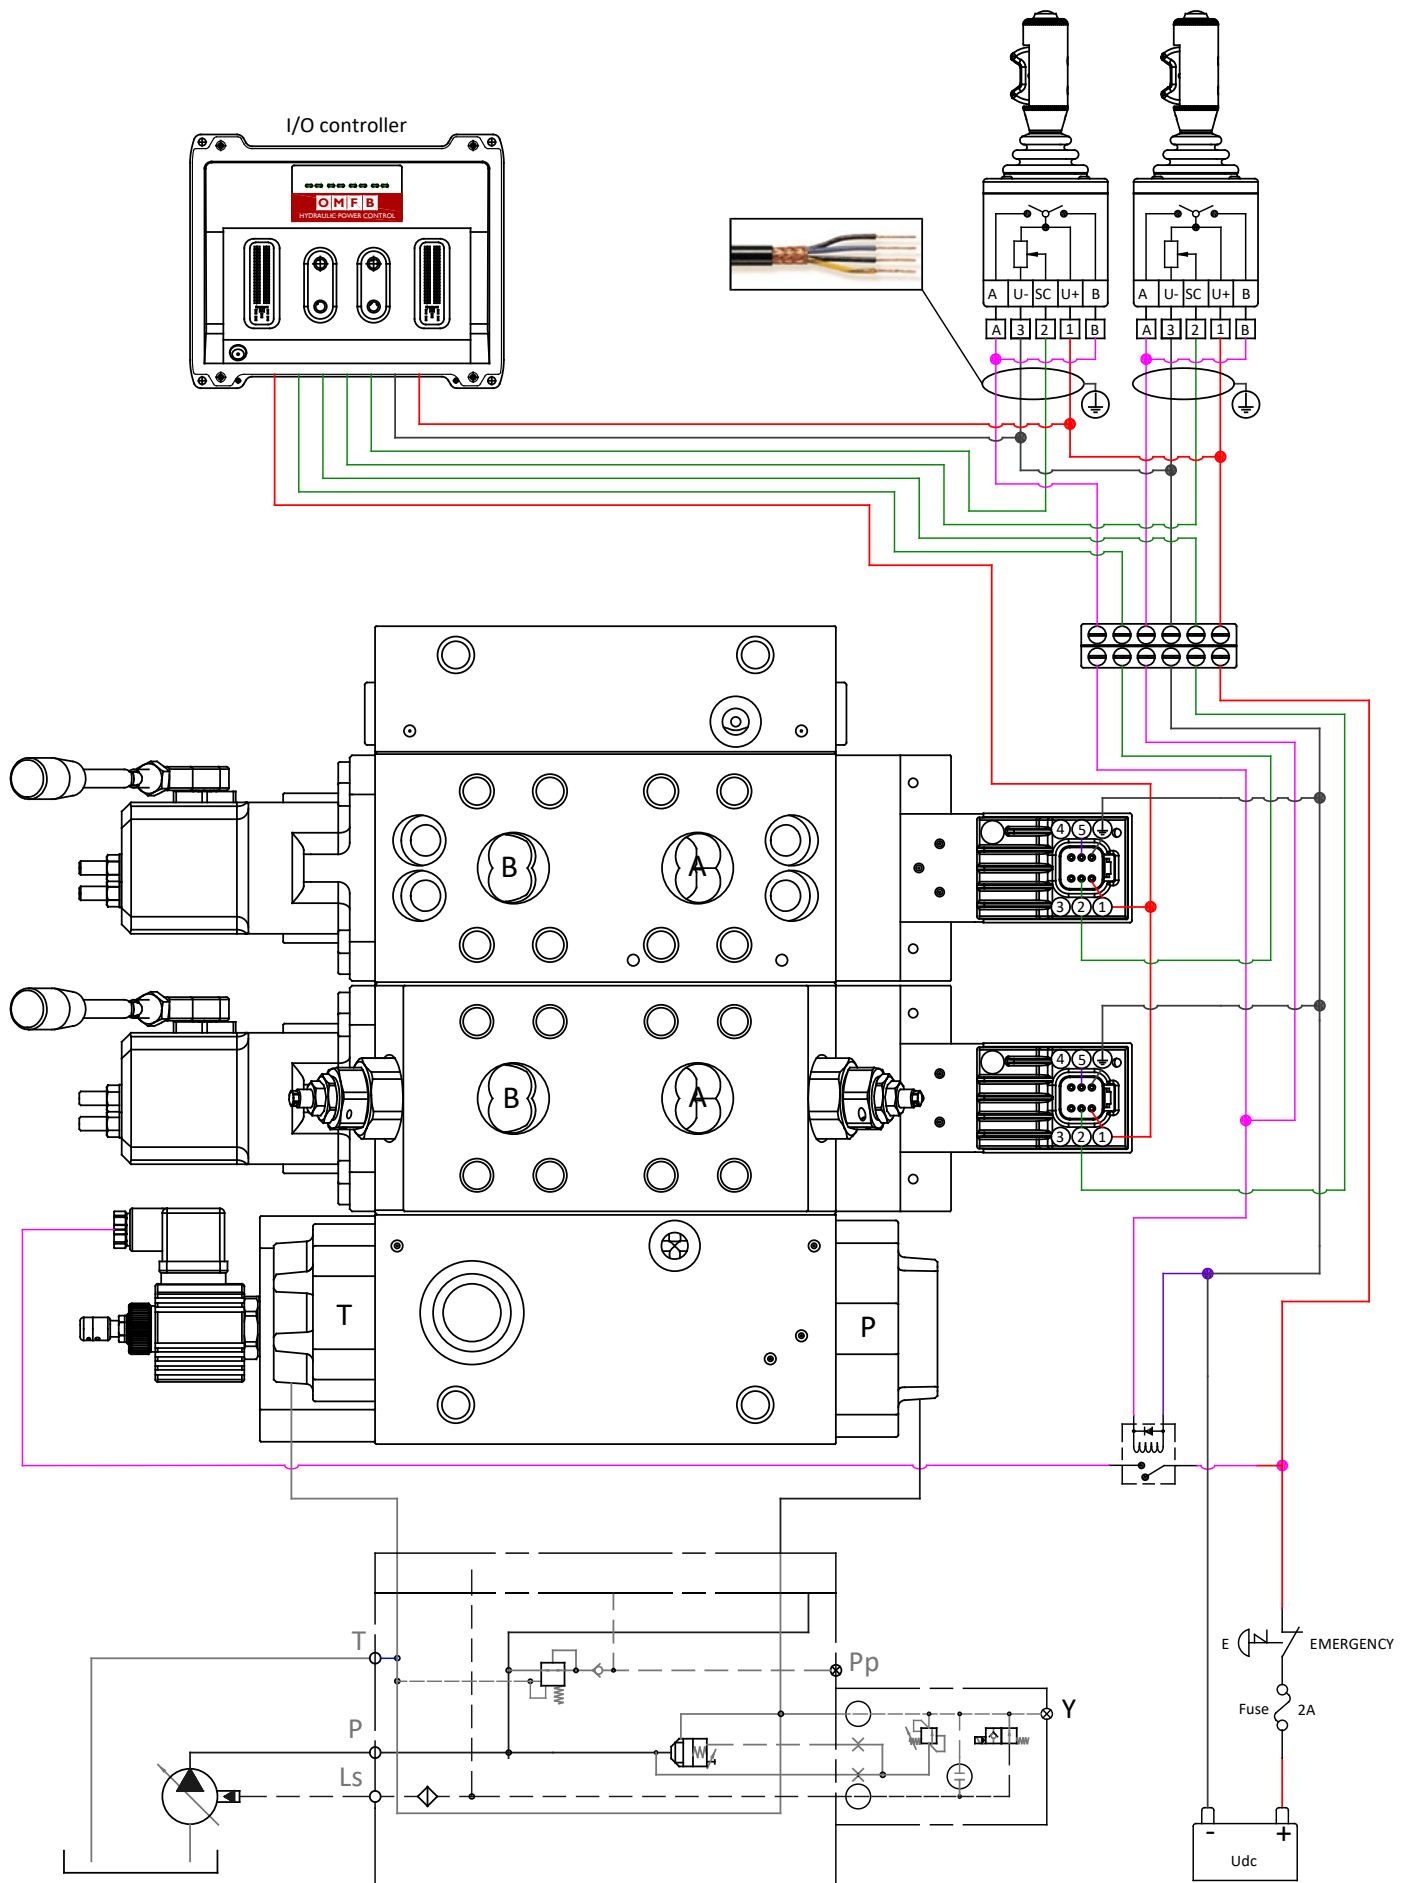 I/O controller
OMFB
HYDRAULIC POWER CONTROL
A U- SC U+ B
A 3 2 1 B
A U- SC U+ B
A 3 2 1 B
B
A
4 5
3 2 1
B
A
4 5
3 2 1
T
P
T
Pp
P
Y
Ls
E
EMERGENCY
Fuse 2A
- +
Udc